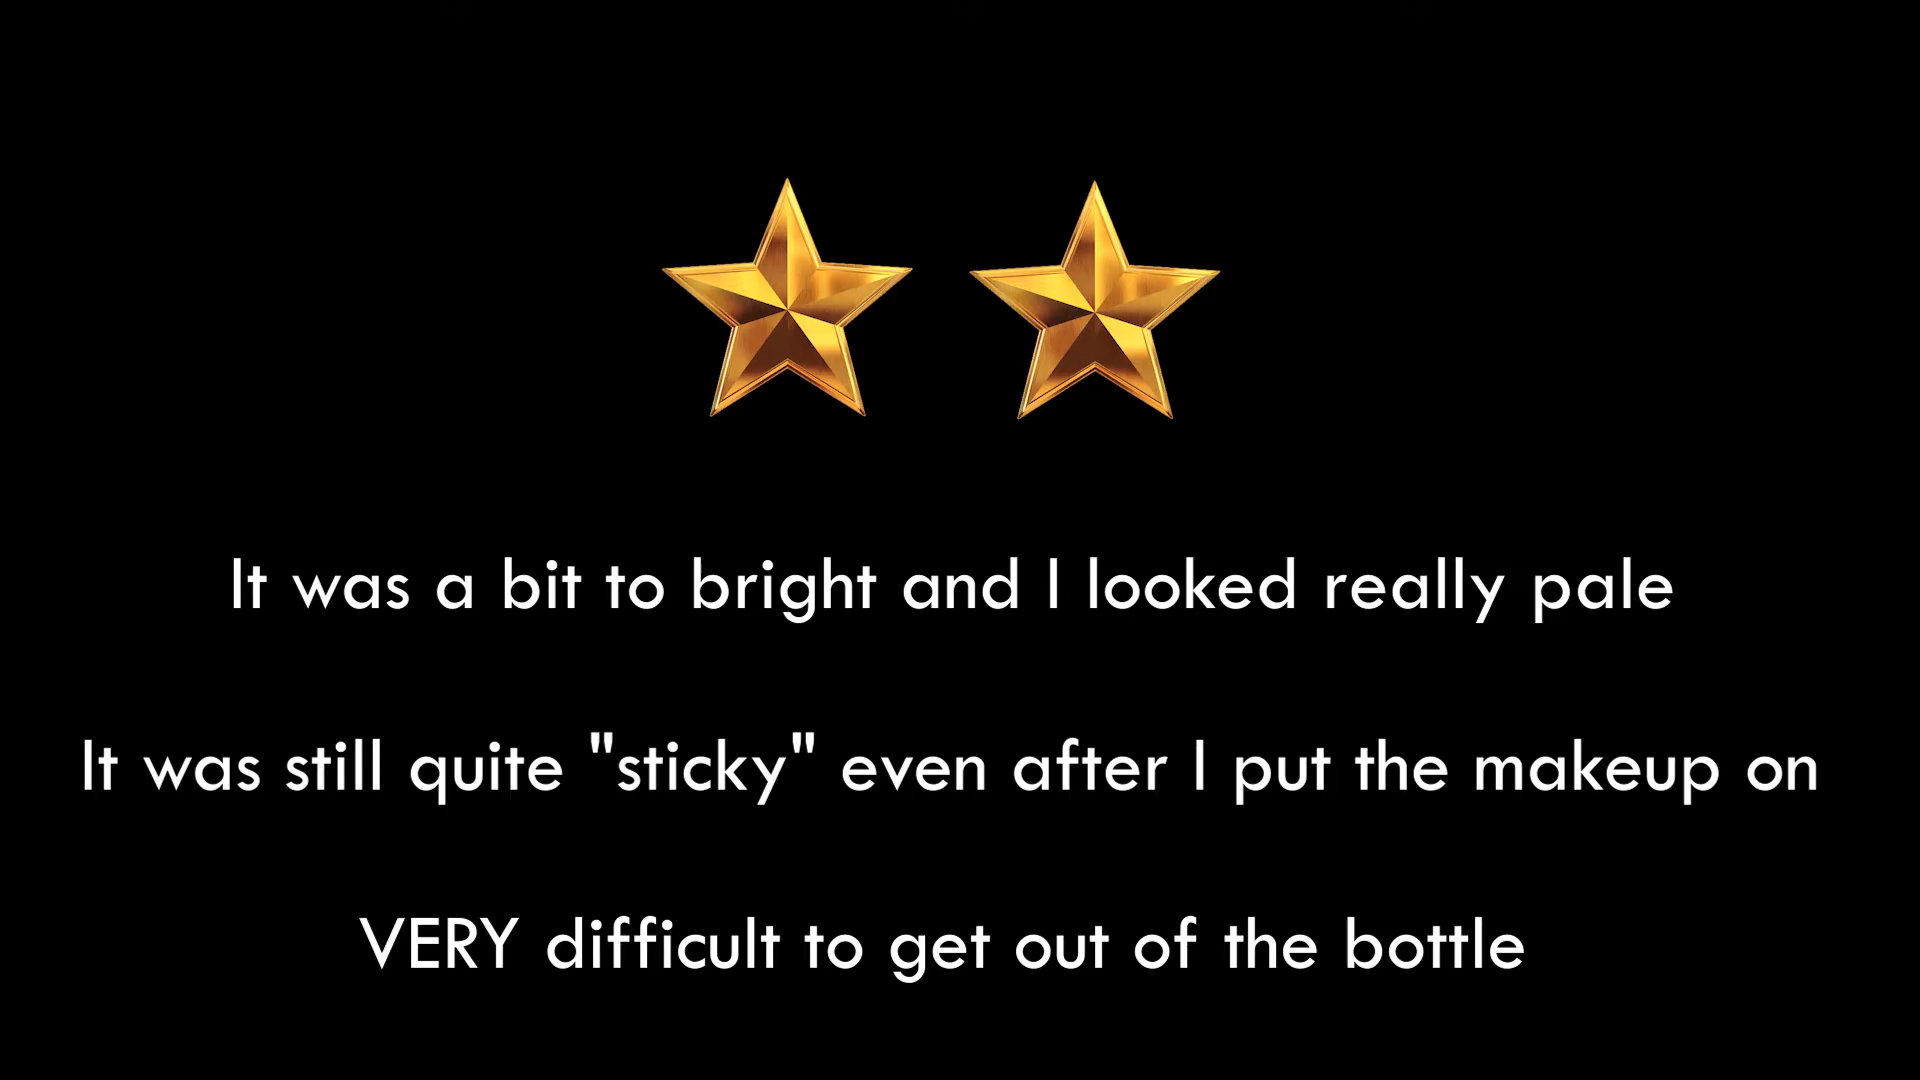 It was a bit to bright and I looked really pale
It was still quite "sticky" even after I put the makeup on
VERY difficult to get out of the bottle